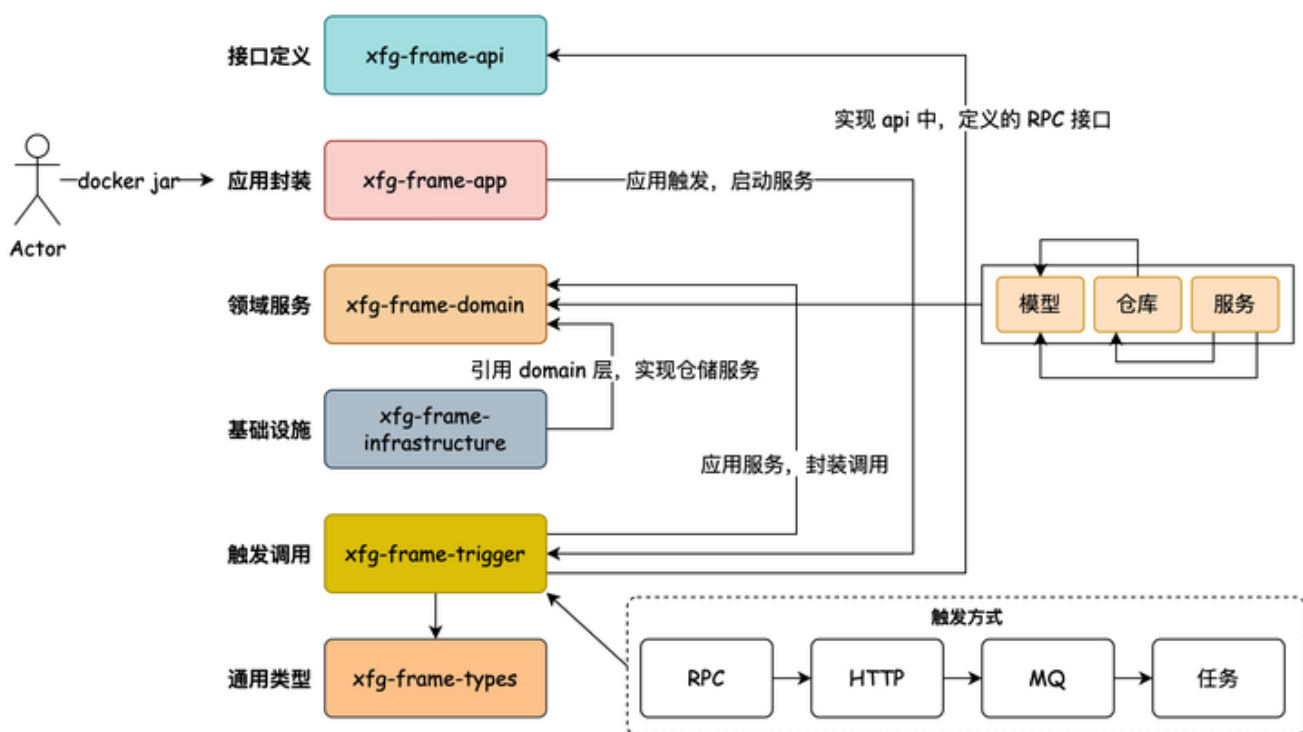 接口定义
xfg-frame-api
实现 api 中，定义的 RPC 接口
docker jar
应用封装
xfg-frame-app
应用触发，启动服务
Actor
领域服务
xfg-frame-domain
模型
仓库
服务
引用 domain 层，实现仓储服务
基础设施
xfg-frame-
infrastructure
应用服务，封装调用
触发调用
xfg-frame-trigger
触发方式
通用类型
xfg-frame-types
RPC
HTTP
MQ
任务